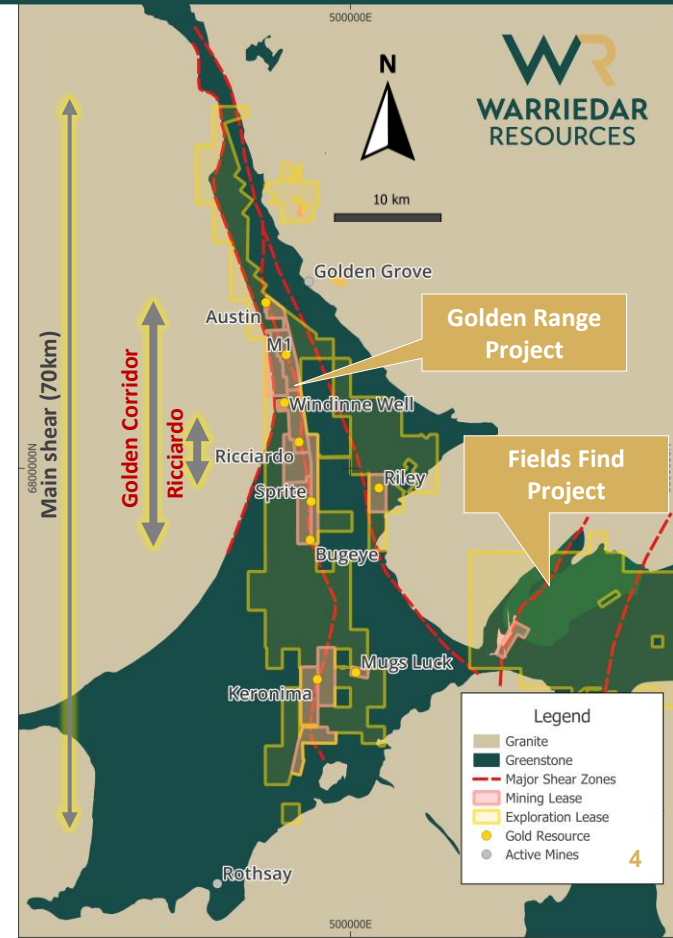 500000E
WR
WARRIEDAR
RESOURCES
N
10 km
Golden Grove
Austin
Golden Range
Project
M1
Windinne Well
Main shear (70km)
Golden Corridor
Ricciardo
6800000N
Ricciardo
Riley
Fields Find
Project
Sprite
Bugeye
Mugs Luck
Keronima
Legend
Granite
Greenstone
Major Shear Zones
Mining Lease
Exploration Lease
Gold Resource
Active Mines
4
Rothsay
500000E